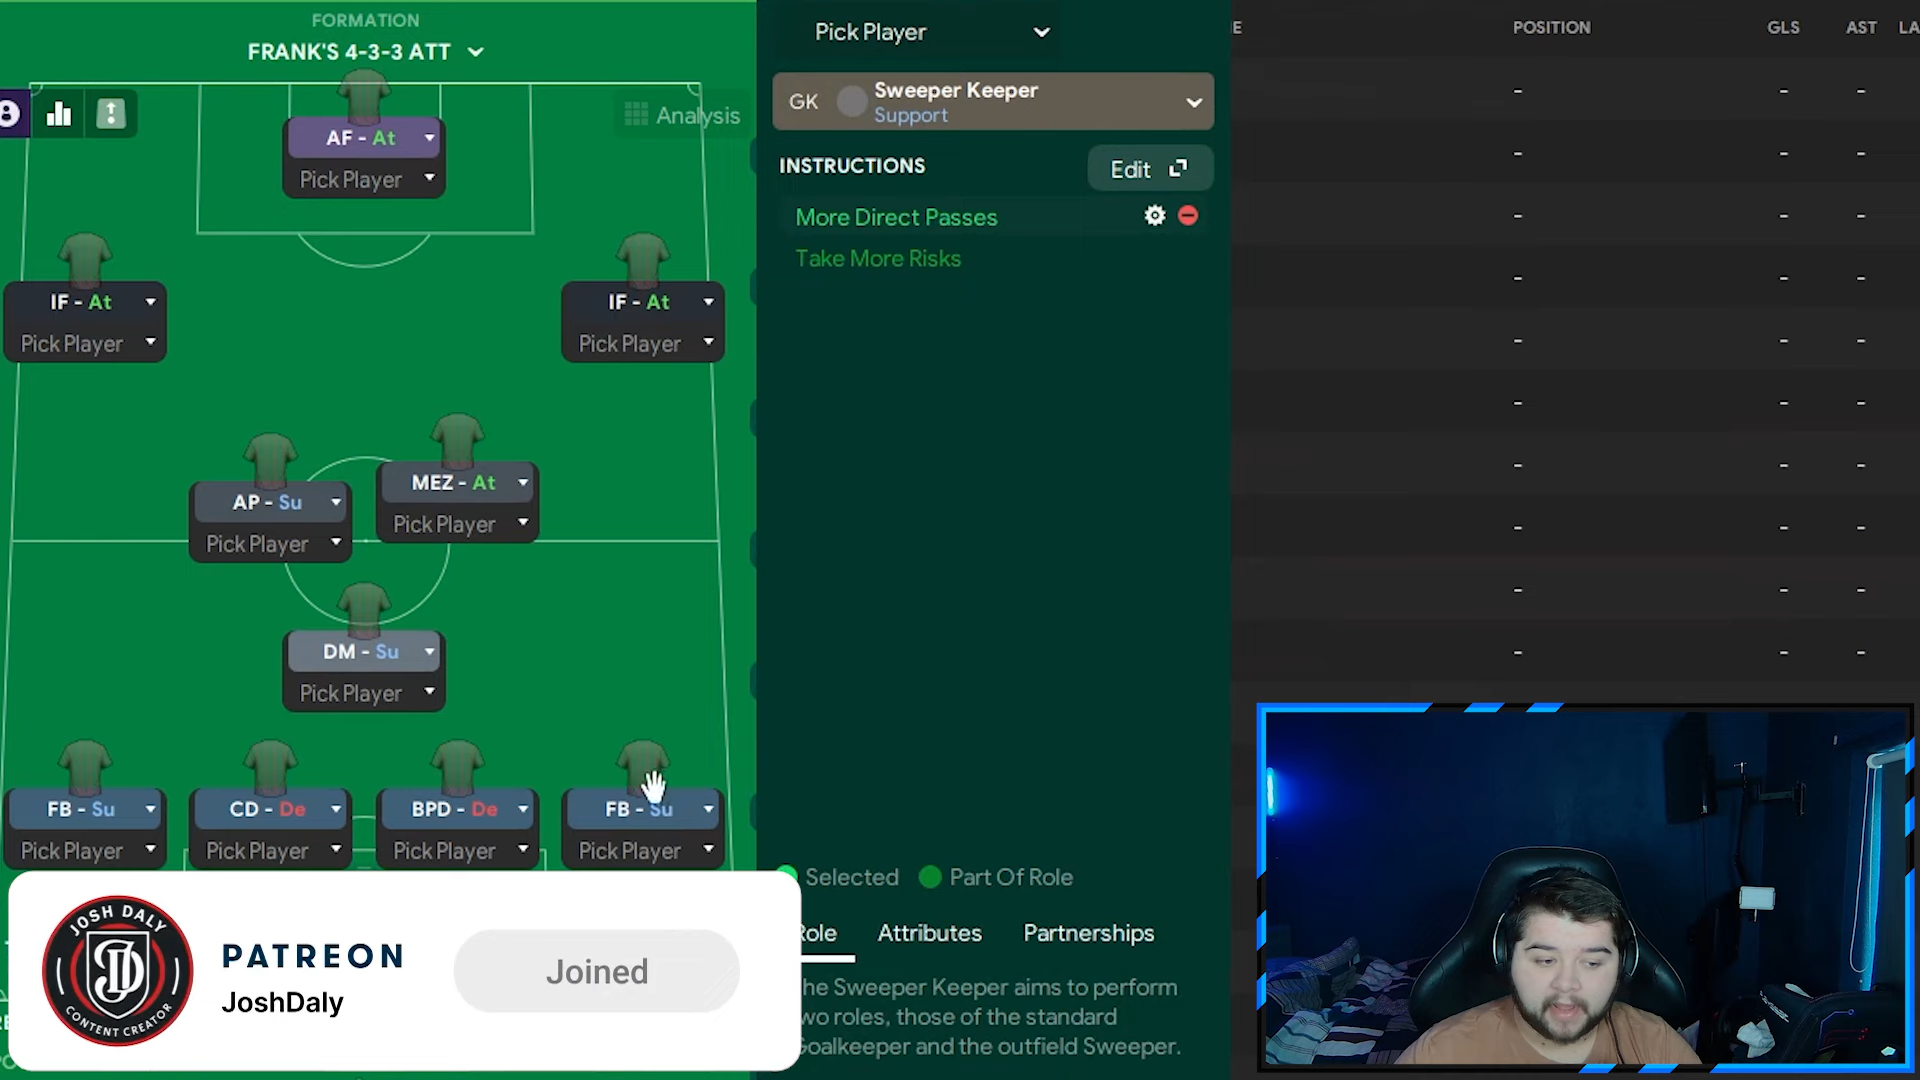 FORMATION
FRANK'S 4-3-3 ATT
Analysis
AF - At
Pick Player
IF - At
Pick Player
IF - At
Pick Player
AP - Su
Pick Player
MEZ - At
Pick Player
DM - Su
Pick Player
FB - Su
Pick Player
CD - De
Pick Player
BPD - De
Pick Player
FB - Su
Pick Player
Pick Player
GK
Sweeper Keeper
Support
INSTRUCTIONS
Edit
More Direct Passes
Take More Risks
Selected
Part Of Role
Role
Attributes
Partnerships
he Sweeper Keeper aims to perform
wo roles, those of the standard
oalkeeper and the outfield Sweeper.
POSITION
GLS
AST
LA
JOSH DALY
JD
CONTENT CREATOR
PATREON
JoshDaly
Joined